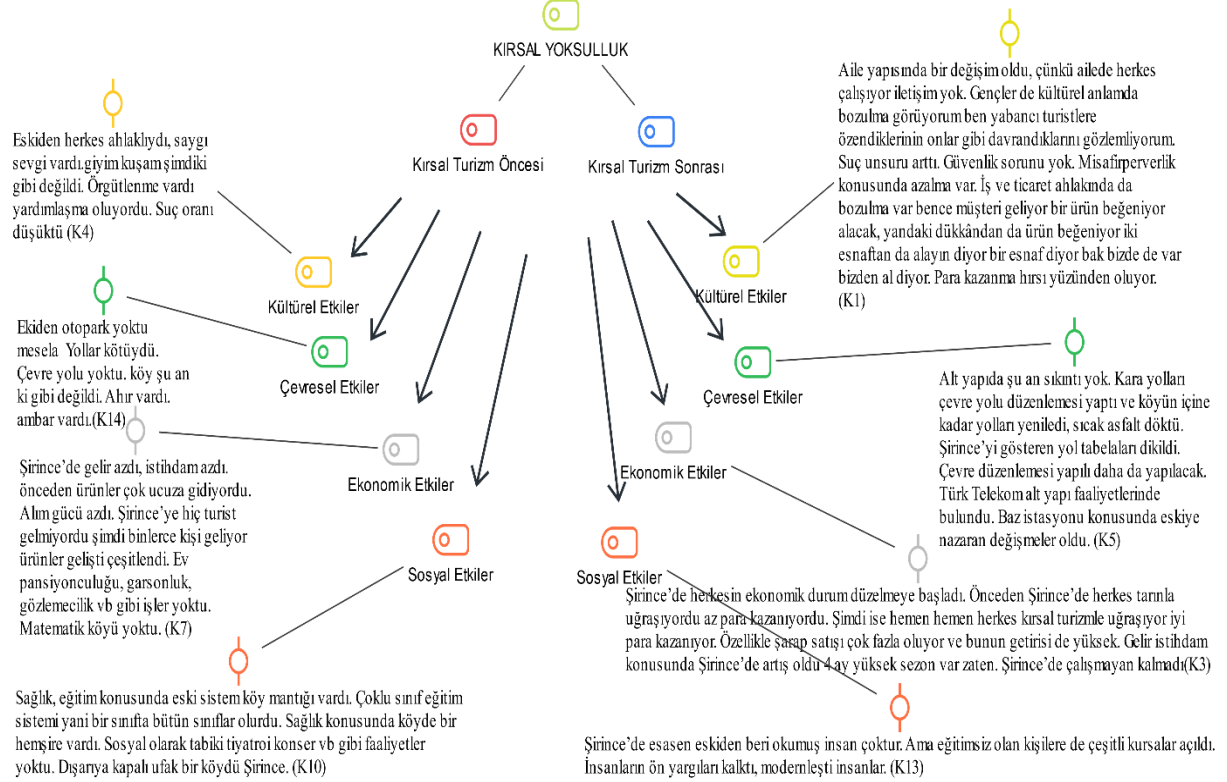 KIRSAL YOKSULLUK
Kırsal Turizm Öncesi
Kırsal Turizm Sonrası
Eskiden herkes ahlaklıydı, saygı
sevgi vardı.giyim kuşam şimdiki
gibi değildi. Örgütlenme vardı
yardımlaşma oluyordu. Suç oranı
düşüktü (K4)
Aile yapısında bir değişim oldu, çünkü ailede herkes
çalışıyor iletişim yok. Gençler de kültürel anlamda
bozulma görüyorum ben yabancı turistlere
özendiklerinin onlar gibi davrandıklarını gözlemliyorum.
Suç unsuru arttı. Güvenlik sorunu yok. Misafirperverlik
konusunda azalma var. İş ve ticaret ahlakında da
bozulma var bence müşteri geliyor bir ürün beğeniyor
alacak, yandaki dükkândan da ürün beğeniyor iki
esnaftan da alayın diyor bir esnaf diyor bak bizde de var
bizden al diyor. Para kazanma hırsı yüzünden oluyor.
(K1)
Kültürel Etkiler
Kültürel Etkiler
Ekiden otopark yoktu
mesela Yollar kötüydü.
Çevre yolu yoktu. köy şu an
ki gibi değildi. Ahır vardı.
ambar vardı.(K14)
Çevresel Etkiler
Çevresel Etkiler
Alt yapıda şu an sıkıntı yok. Kara yolları
çevre yolu düzenlemesi yaptı ve köyün içine
kadar yolları yeniledi, sıcak asfalt döktü.
Şirince’yi gösteren yol tabelaları dikildi.
Çevre düzenlemesi yapılı daha da yapılacak.
Türk Telekom alt yapı faaliyetlerinde
bulundu. Baz istasyonu konusunda eskiye
nazaran değişmeler oldu. (K5)
Şirince’de gelir azdı, istihdam azdı.
önceden ürünler çok ucuza gidiyordu.
Alım gücü azdı. Şirince’ye hiç turist
gelmiyordu şimdi binlerce kişi geliyor
ürünler gelişti çeşitlendi. Ev
pansiyonculuğu, garsonluk,
gözlemecilik vb gibi işler yoktu.
Matematik köyü yoktu. (K7)
Ekonomik Etkiler
Ekonomik Etkiler
Sosyal Etkiler
Sosyal Etkiler
Şirince’de herkesin ekonomik durum düzelmeye başladı. Önceden Şirince’de herkes tarınla
uğraşıyordu az para kazanıyordu. Şimdi ise hemen hemen herkes kırsal turizmle uğraşıyor iyi
para kazanıyor. Özellikle şarap satışı çok fazla oluyor ve bunun getirisi de yüksek. Gelir istihdam
konusunda Şirince’de artış oldu 4 ay yüksek sezon var zaten. Şirince’de çalışmayan kalmadı(K3)
Sağlık, eğitim konusunda eski sistem köy mantığı vardı. Çoklu sınıf eğitim
sistemi yani bir sınıfta bütün sınıflar olurdu. Sağlık konusunda köyde bir
hemşire vardı. Sosyal olarak tabiki tiyatroi konser vb gibi faaliyetler
yoktu. Dışarıya kapalı ufak bir köydü Şirince. (K10)
Şirince’de esasen eskiden beri okumuş insan çoktur. Ama eğitimsiz olan kişilere de çeşitli kursalar açıldı.
İnsanların ön yargıları kalktı, modernleşti insanlar. (K13)